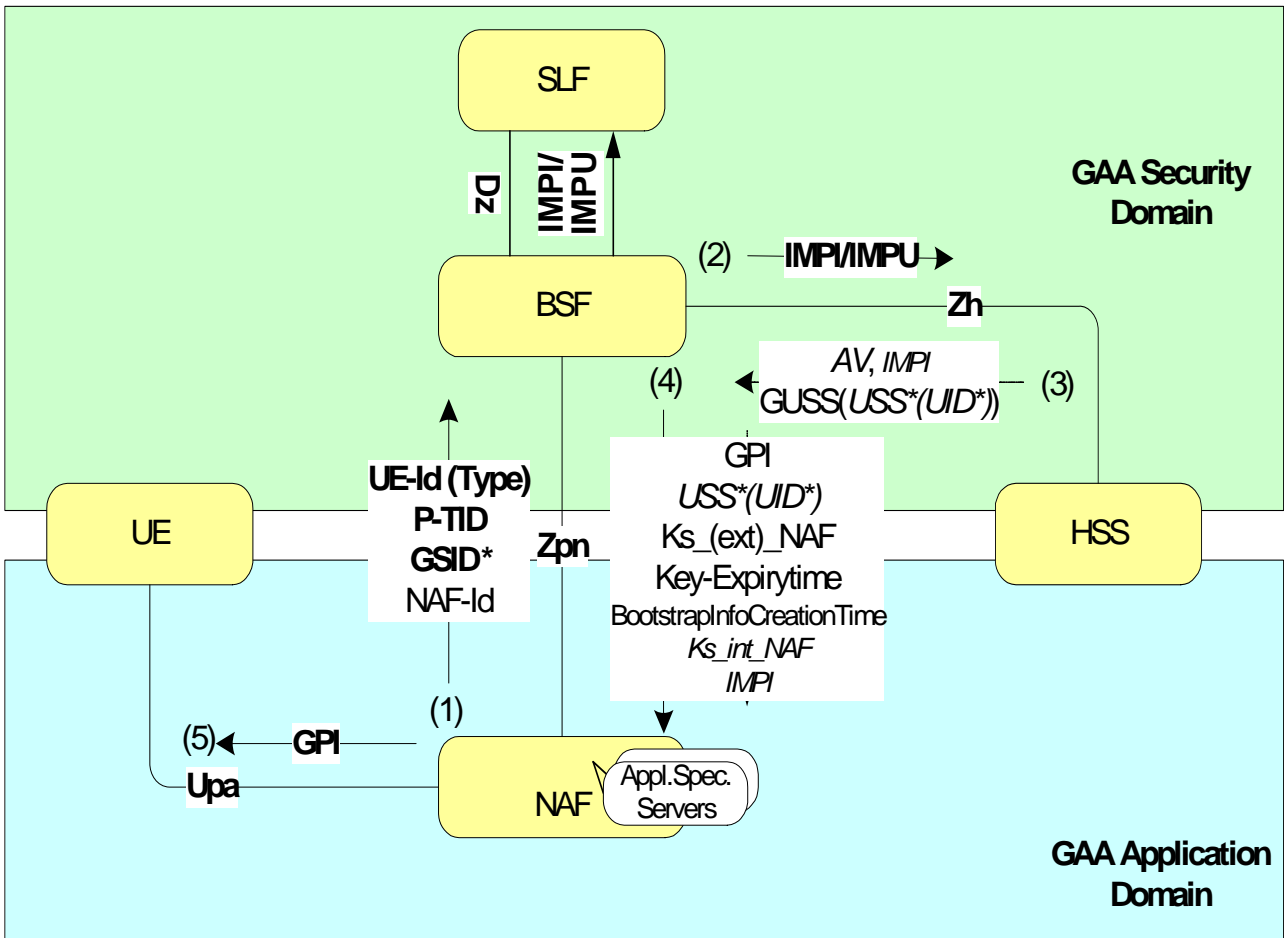 SLF
Dz
IMPI/
IMPU
GAA Security
Domain
(2)
IMPI/IMPU
BSF
Zh
(4)
AV, IMPI
GUSS(USS*(UID*))
(3)
UE-Id (Type)
P-TID
GSID*
NAF-Id
Zpn
GPI
USS*(UID*)
Ks_(ext)_NAF
Key-Expirytime
BootstrapInfoCreationTime
Ks_int_NAF
IMPI
UE
HSS
(1)
(5)
GPI
Upa
NAF
Appl.Spec.
Servers
GAA Application
Domain